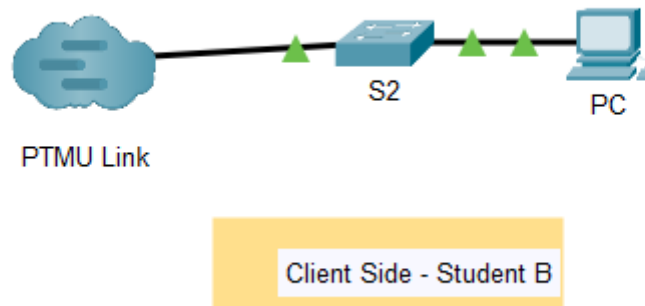 S2
PC
PTMU Link
Client Side - Student B